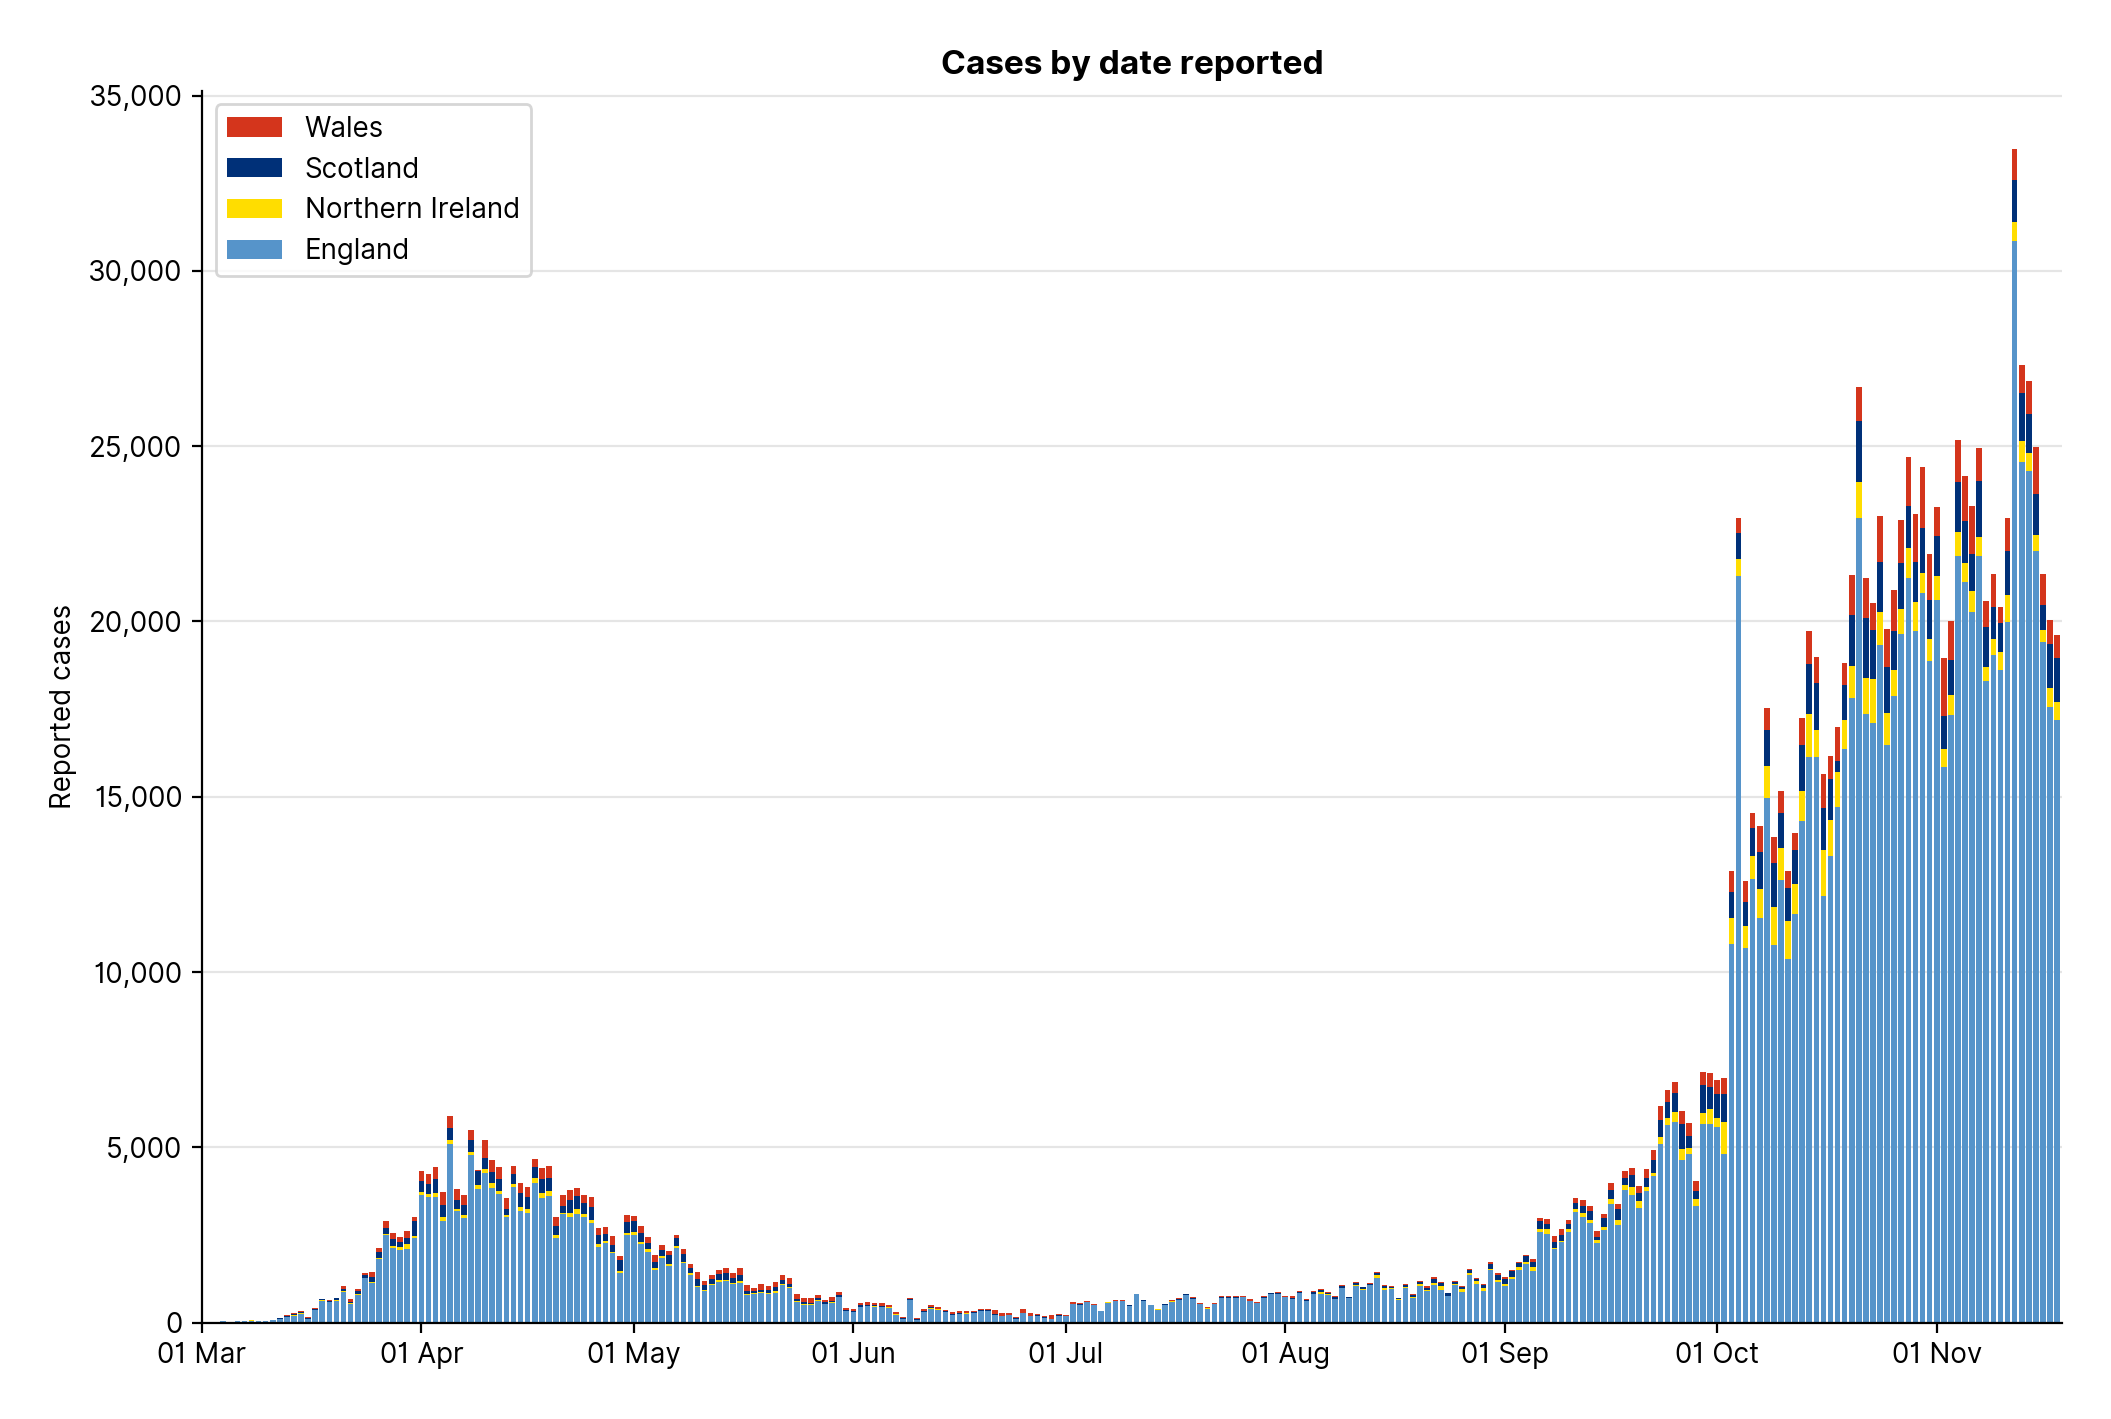 Cases by date reported
35,000
30,000
25,000
20,000
15,000
10,000
5,000
0
Reported cases
Wales
Scotland
Northern Ireland
England
01 Mar
01 Apr
01 May
01 Jun
01 Jul
01 Aug
01 Sep
01 Oct
01 Nov